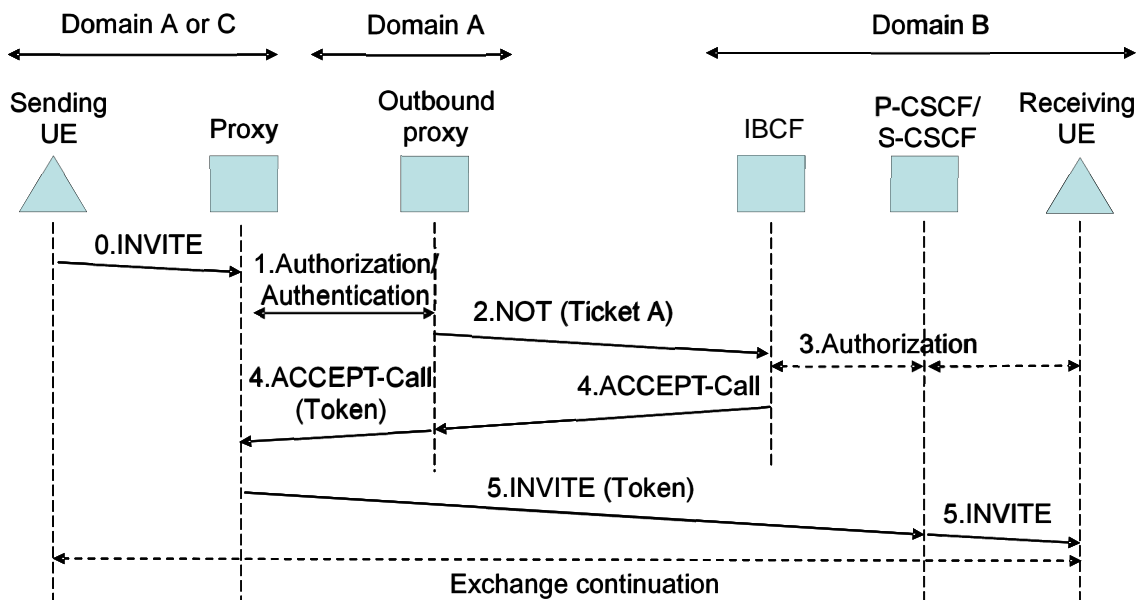 Domain A or C
Domain A
Domain B
Sending
UE
Proxy
Outbound
proxy
IBCF
P-CSCF/
S-CSCF
Receiving
UE
0.INVITE
1.Authorization/
Authentication
2.NOT (Ticket A)
3.Authorization
4.ACCEPT-Call
(Token)
4.ACCEPT-Call
5.INVITE (Token)
5.INVITE
Exchange continuation